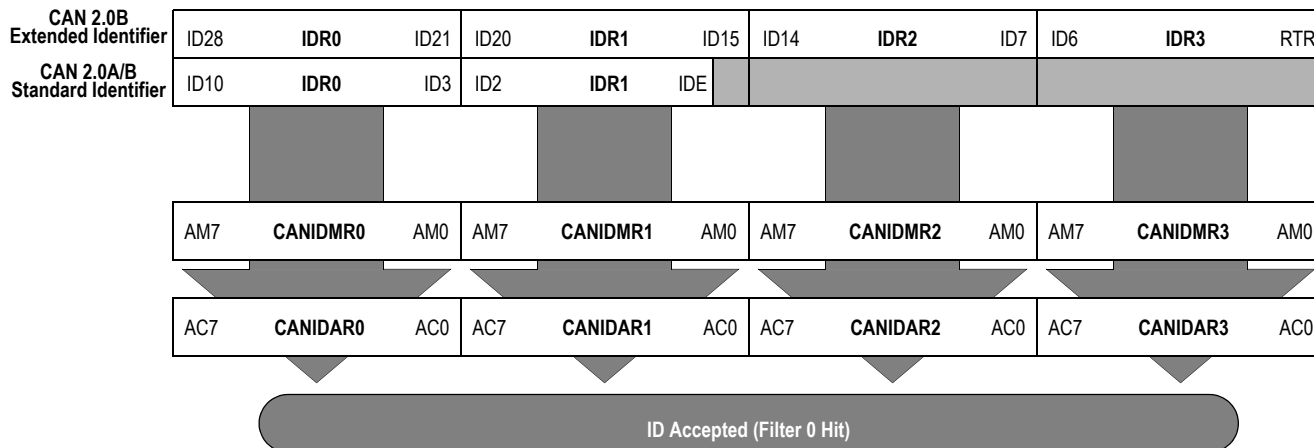 CAN 2.0B
Extended Identifier
ID28 IDR0 ID21 ID20 IDR1 ID15 ID14 IDR2 ID7 ID6 IDR3 RTR
CAN 2.0A/B
Standard Identifier
ID10 IDR0 ID3 ID2 IDR1 IDE
AM7 CANIDMR0 AM0 AM7 CANIDMR1 AM0 AM7 CANIDMR2 AM0 AM7 CANIDMR3 AM0
AC7 CANIDAR0 AC0 AC7 CANIDAR1 AC0 AC7 CANIDAR2 AC0 AC7 CANIDAR3 AC0
ID Accepted (Filter 0 Hit)